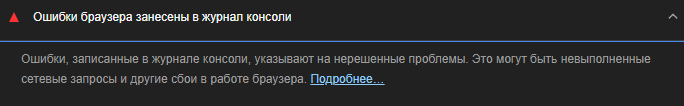 Ошибки браузера занесены в журнал консоли
Ошибки, записанные в журнале консоли, указывают на нерешенные проблемы. Это могут быть невыполненные
сетевые запросы и другие сбои в работе браузера. Подробнее…